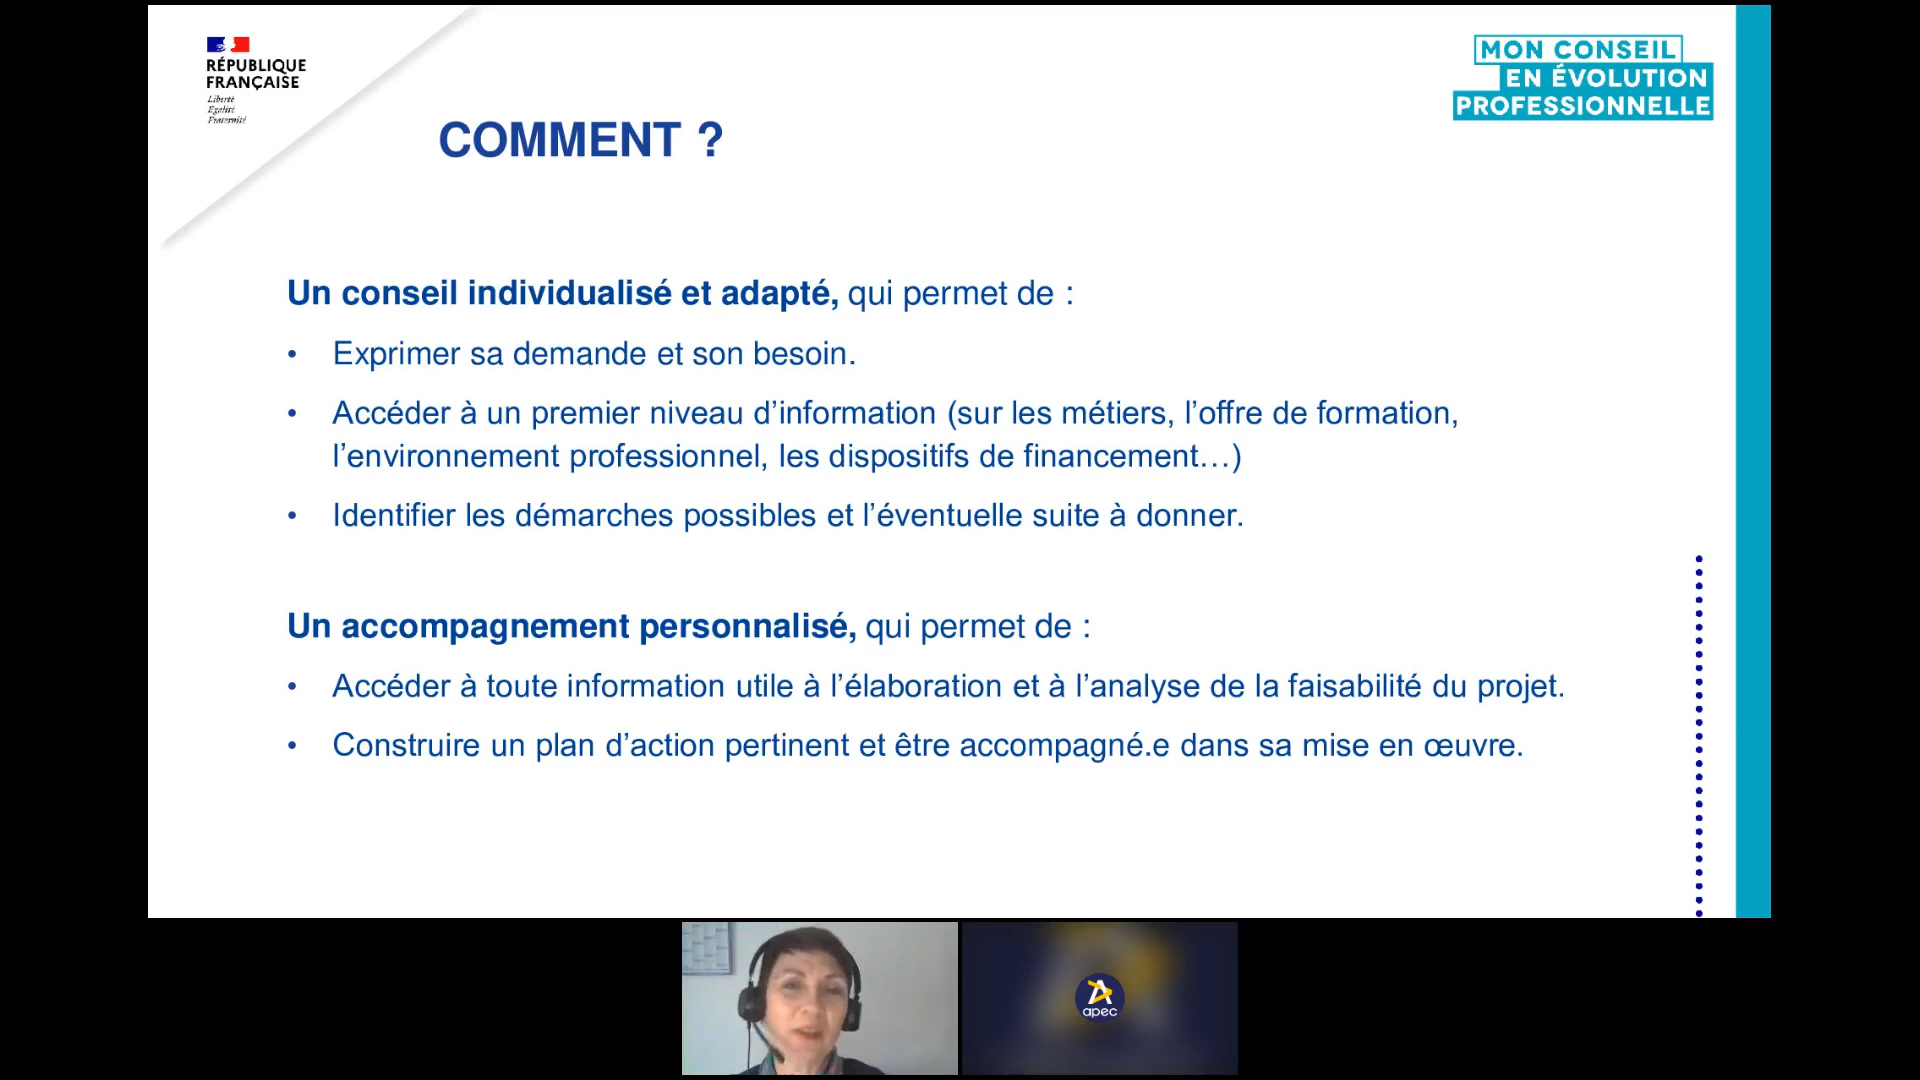 RÉPUBLIQUE
FRANÇAISE
Liberté
Égalité
Fraternité
MON CONSEIL
EN ÉVOLUTION
PROFESSIONNELLE
COMMENT ?
Un conseil individualisé et adapté, qui permet de :
• Exprimer sa demande et son besoin.
• Accéder à un premier niveau d’information (sur les métiers, l’offre de formation,
l’environnement professionnel, les dispositifs de financement…)
• Identifier les démarches possibles et l’éventuelle suite à donner.
Un accompagnement personnalisé, qui permet de :
• Accéder à toute information utile à l’élaboration et à l’analyse de la faisabilité du projet.
• Construire un plan d’action pertinent et être accompagné.e dans sa mise en œuvre.
apec